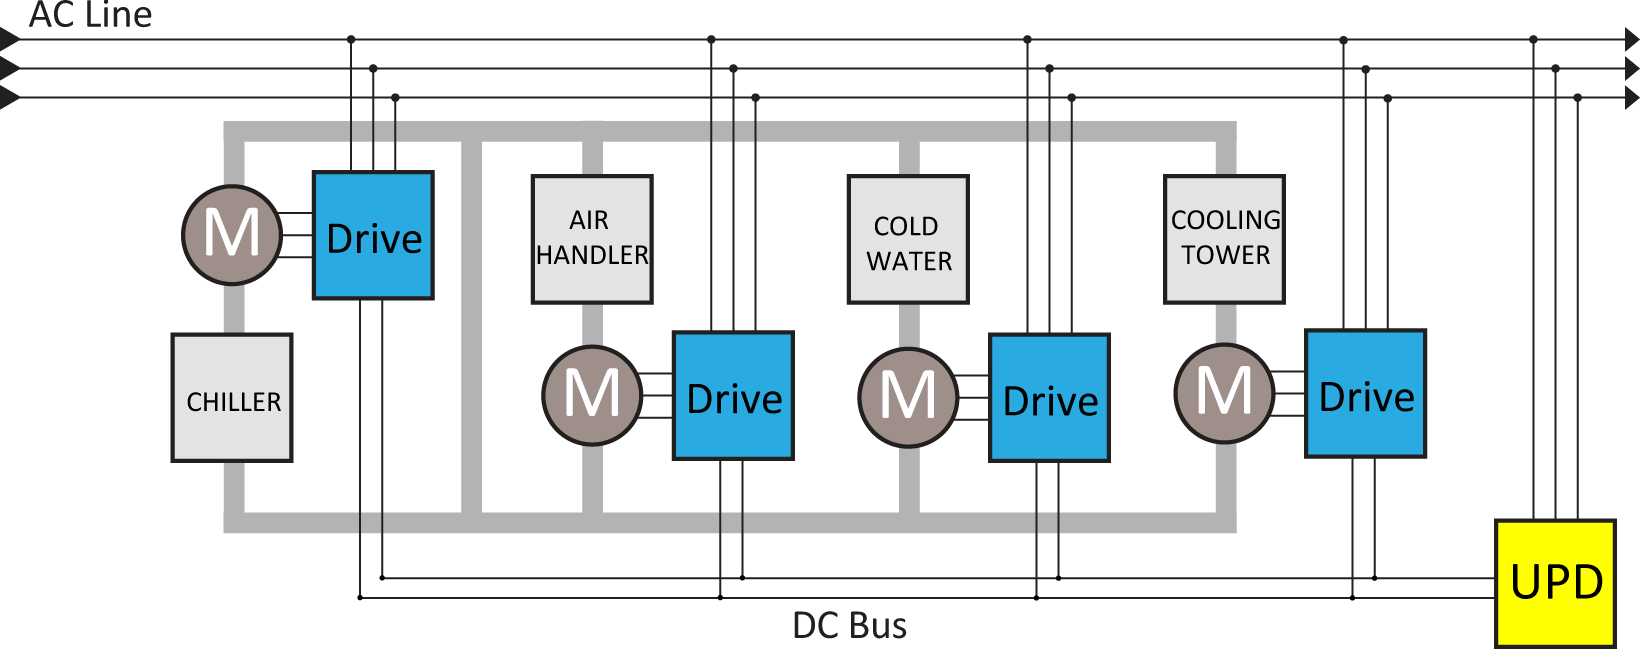 AC Line
M
Drive
CHILLER
AIR
HANDLER
M
Drive
COLD
WATER
M
Drive
COOLING
TOWER
M
Drive
UPD
DC Bus